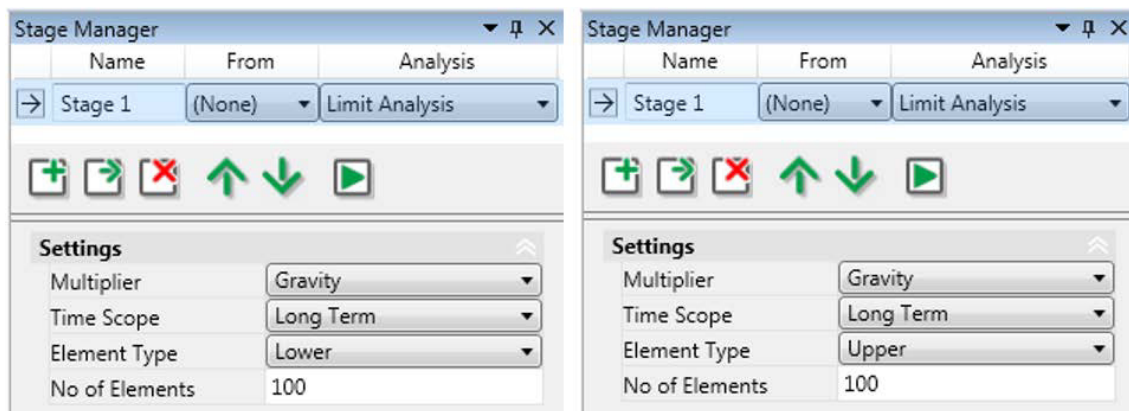 Stage Manager
Name From Analysis
Stage 1 (None) Limit Analysis
Settings
Multiplier Gravity
Time Scope Long Term
Element Type Lower
No of Elements 100
Stage Manager
Name From Analysis
Stage 1 (None) Limit Analysis
Settings
Multiplier Gravity
Time Scope Long Term
Element Type Upper
No of Elements 100